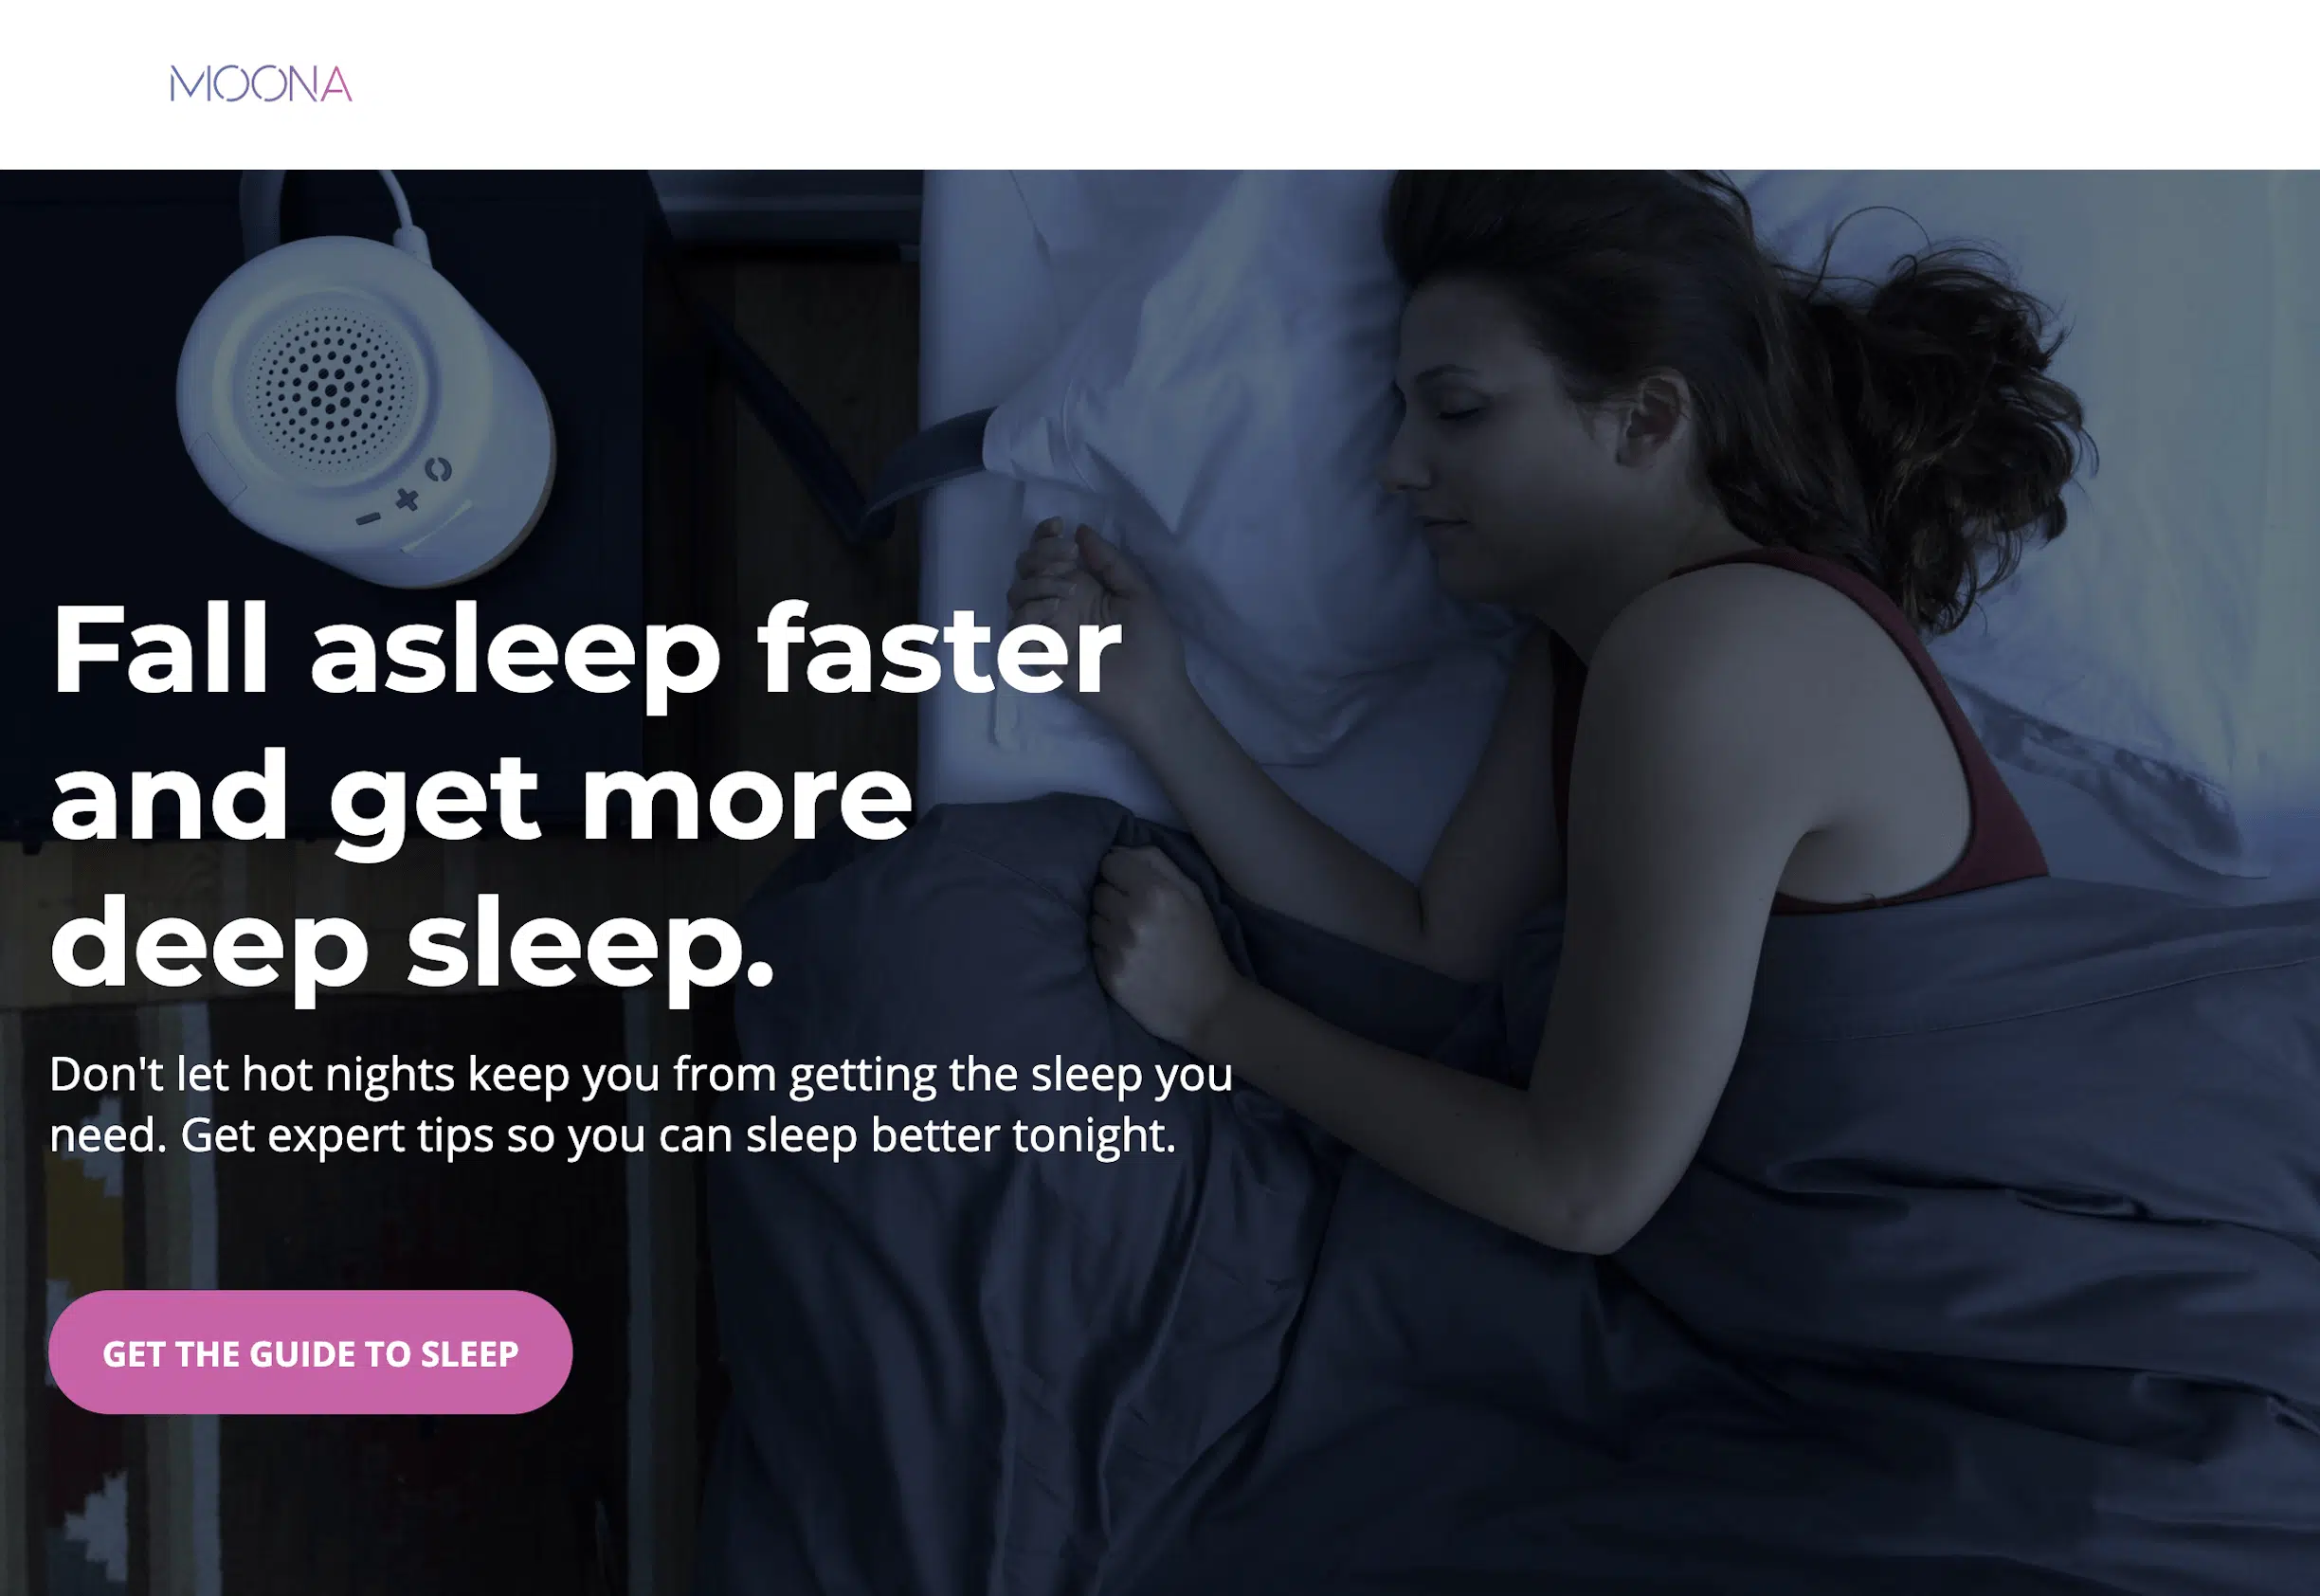 MOONA
Fall asleep faster
and get more
deep sleep.
Don't let hot nights keep you from getting the sleep you
need. Get expert tips so you can sleep better tonight.
GET THE GUIDE TO SLEEP